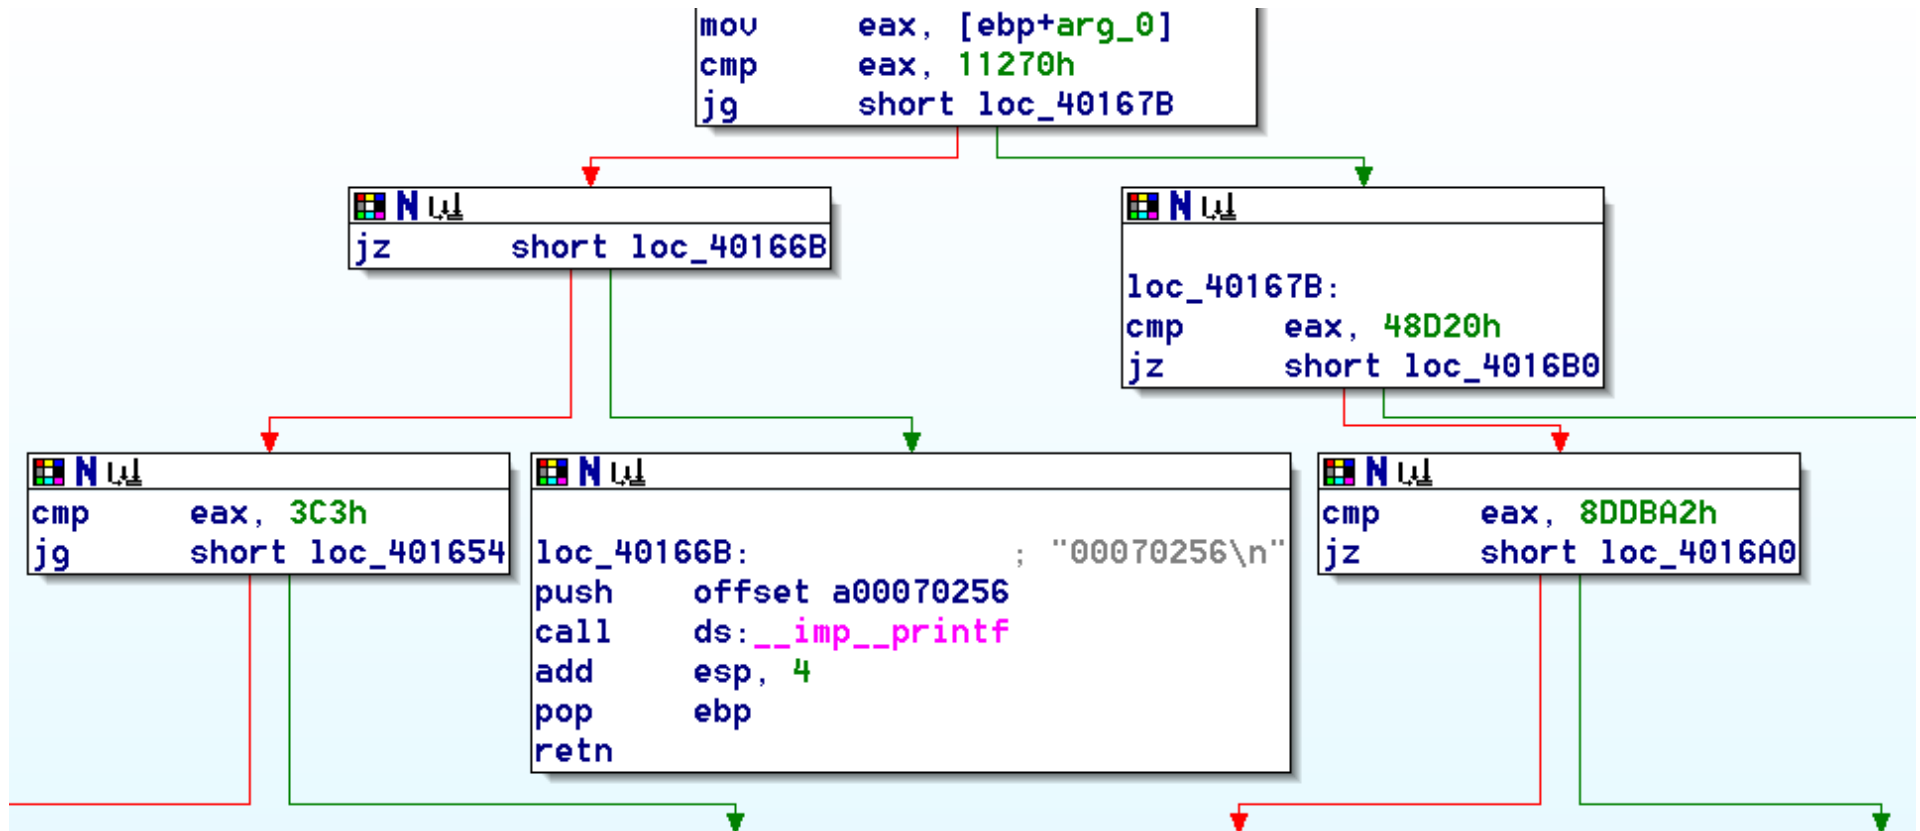 mov eax, [ebp+arg_0]
cmp eax, 11270h
jg short loc_40167B
N
jz short loc_40166B
N
loc_40167B:
cmp eax, 48D20h
jz short loc_4016B0
N
cmp eax, 3C3h
jg short loc_401654
N
loc_40166B: ; "00070256\n"
push offset a00070256
call ds:__imp__printf
add esp, 4
pop ebp
retn
N
cmp eax, 8DDBA2h
jz short loc_4016A0